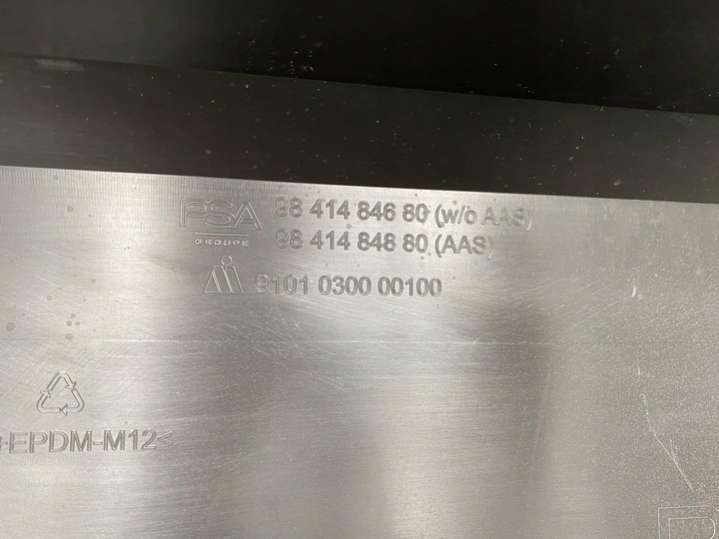 PSA 98 414 846 80 (w/o AAS)
GROUPE 98 414 848 80 (AAS)
9101 0300 00100
EPDM-M12<